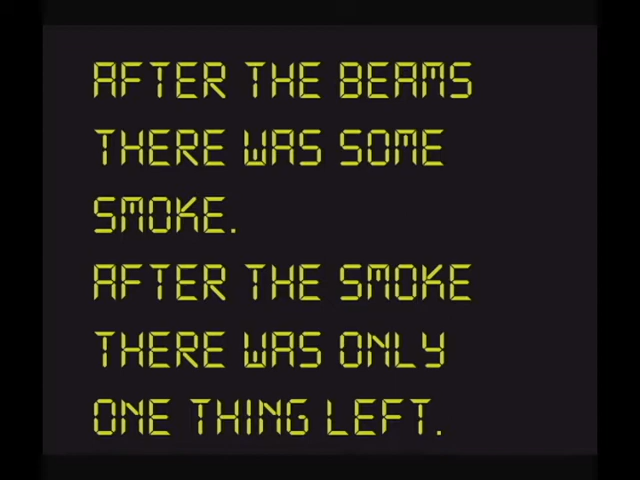 AFTER THE BEAMS
THERE WAS SOME
SMOKE.
AFTER THE SMOKE
THERE WAS ONLY
ONE THING LEFT.